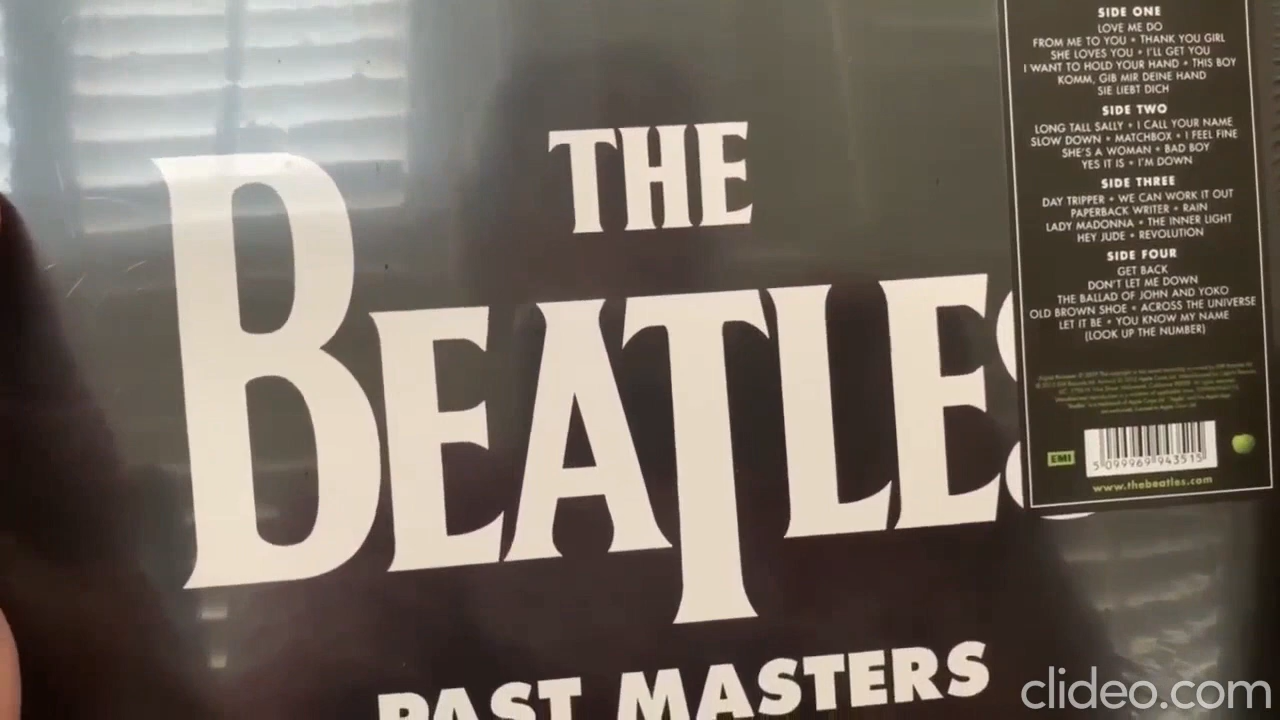 THE
BEATLES
PAST MASTERS
SIDE ONE
LOVE ME DO
FROM ME TO YOU • THANK YOU GIRL
SHE LOVES YOU • I'LL GET YOU
I WANT TO HOLD YOUR HAND • THIS BOY
KOMM, GIB MIR DEINE HAND
SIE LIEBT DICH
SIDE TWO
LONG TALL SALLY • I CALL YOUR NAME
SLOW DOWN • MATCHBOX • I FEEL FINE
SHE'S A WOMAN • BAD BOY
YES IT IS • I'M DOWN
SIDE THREE
DAY TRIPPER • WE CAN WORK IT OUT
PAPERBACK WRITER • RAIN
LADY MADONNA • THE INNER LIGHT
HEY JUDE • REVOLUTION
SIDE FOUR
GET BACK
DON'T LET ME DOWN
THE BALLAD OF JOHN AND YOKO
OLD BROWN SHOE • ACROSS THE UNIVERSE
LET IT BE • YOU KNOW MY NAME
(LOOK UP THE NUMBER)
EMI
5 099969 943515
www.thebeatles.com
clideo.com